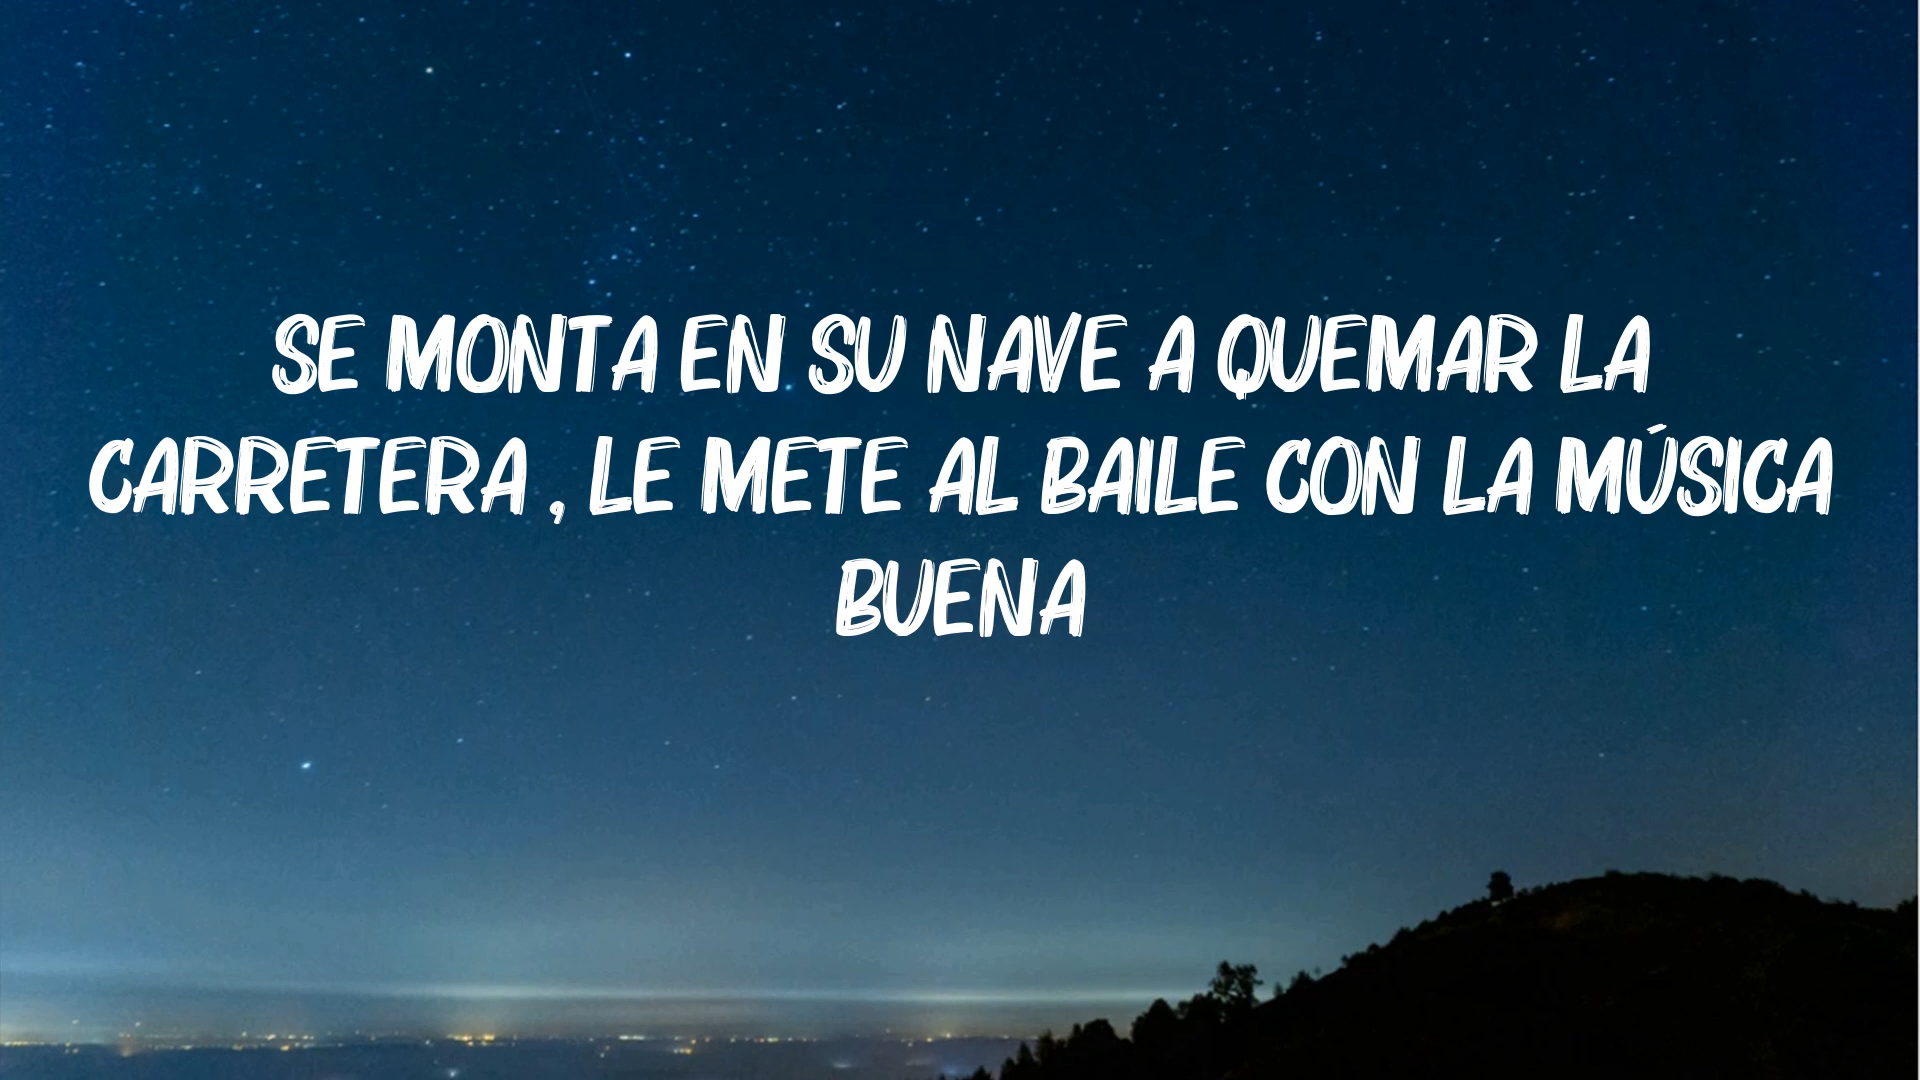 SE MONTA EN SU NAVE A QUEMAR LA
CARRETERA , LE METE AL BAILE CON LA MÚSICA
BUENA